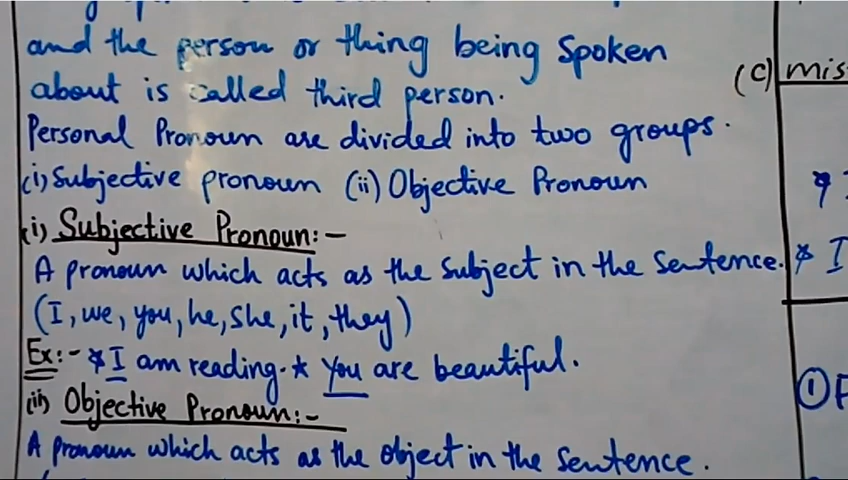 and the person or thing being Spoken
about is called third person.
Personal Pronoun are divided into two groups.
(i) Subjective pronoun (ii) Objective Pronoun
(i) Subjective Pronoun:-
A pronoun which acts as the subject in the sentence.
(I, we, you, he, she, it, they)
Ex:- * I am reading. * You are beautiful.
(ii) Objective Pronoun:-
A pronoun which acts as the object in the sentence.
(c)
* I
①